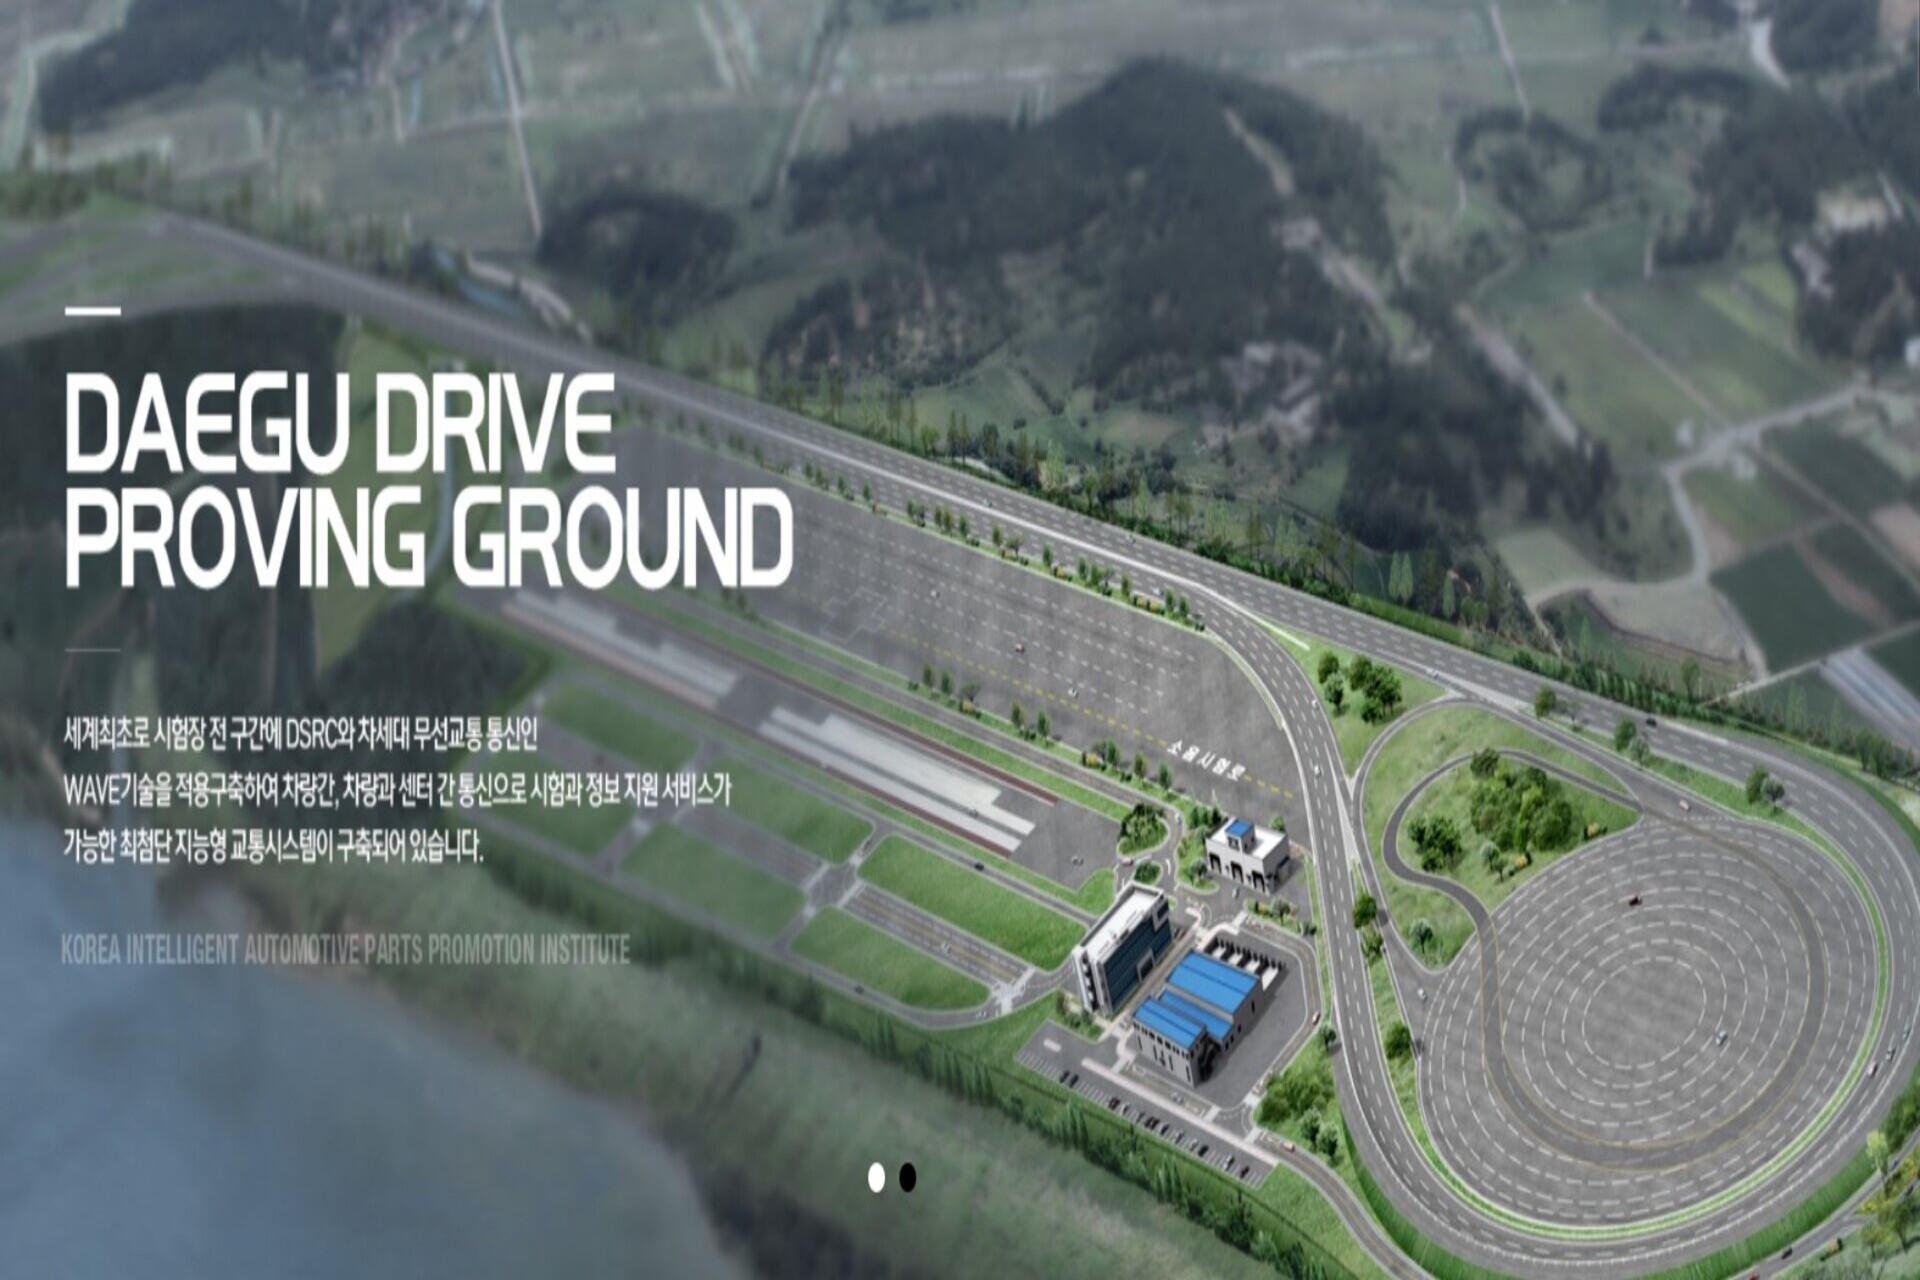 DAEGU DRIVE
PROVING GROUND
세계최초로 시험장 전 구간에 DSRC와 차세대 무선교통 통신인
WAVE기술을 적용구축하여 차량간, 차량과 센터 간 통신으로 시험과 정보 지원 서비스가
가능한 최첨단 지능형 교통시스템이 구축되어 있습니다.
KOREA INTELLIGENT AUTOMOTIVE PARTS PROMOTION INSTITUTE
소음시험로